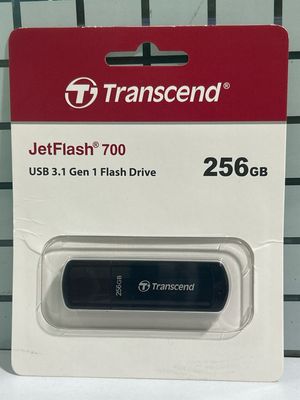 Transcend®
JetFlash® 700
USB 3.1 Gen 1 Flash Drive
256GB
256GB
Transcend